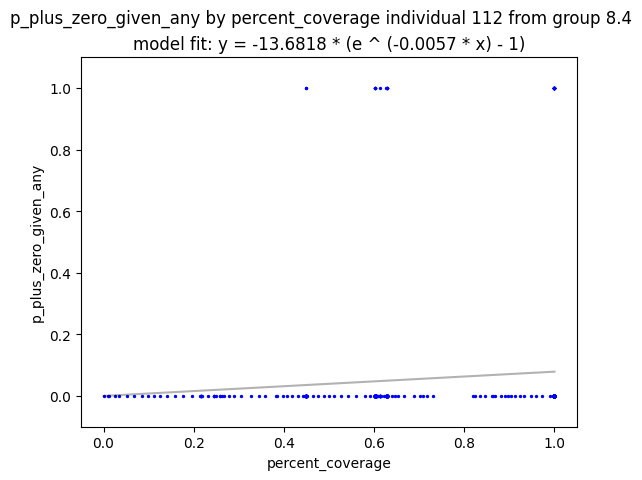 p_plus_zero_given_any by percent_coverage individual 112 from group 8.4
model fit: y = -13.6818 * (e ^ (-0.0057 * x) - 1)
1.0
0.8
0.6
0.4
0.2
0.0
p_plus_zero_given_any
0.0 0.2 0.4 0.6 0.8 1.0
percent_coverage